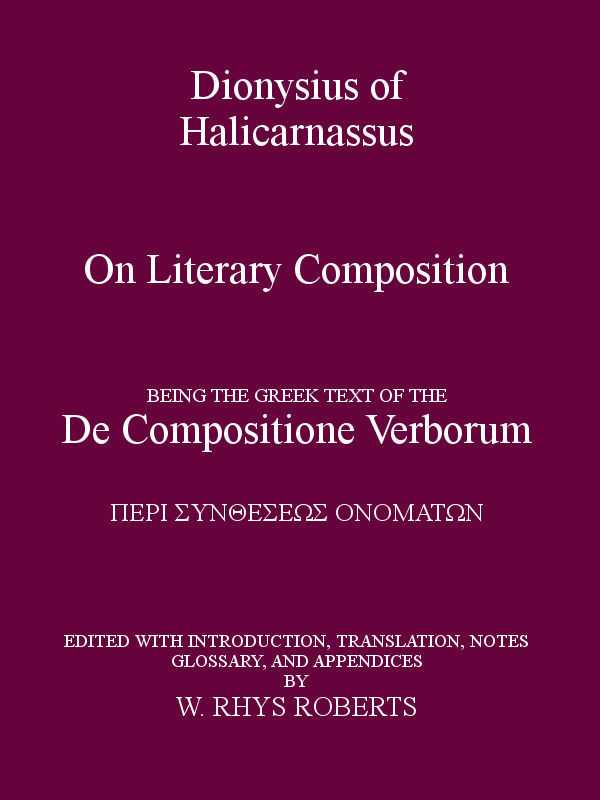 Dionysius of
Halicarnassus
On Literary Composition
BEING THE GREEK TEXT OF THE
De Compositione Verborum
ΠΕΡΙ ΣΥΝΘΕΣΕΩΣ ΟΝΟΜΑΤΩΝ
EDITED WITH INTRODUCTION, TRANSLATION, NOTES
GLOSSARY, AND APPENDICES
BY
W. RHYS ROBERTS